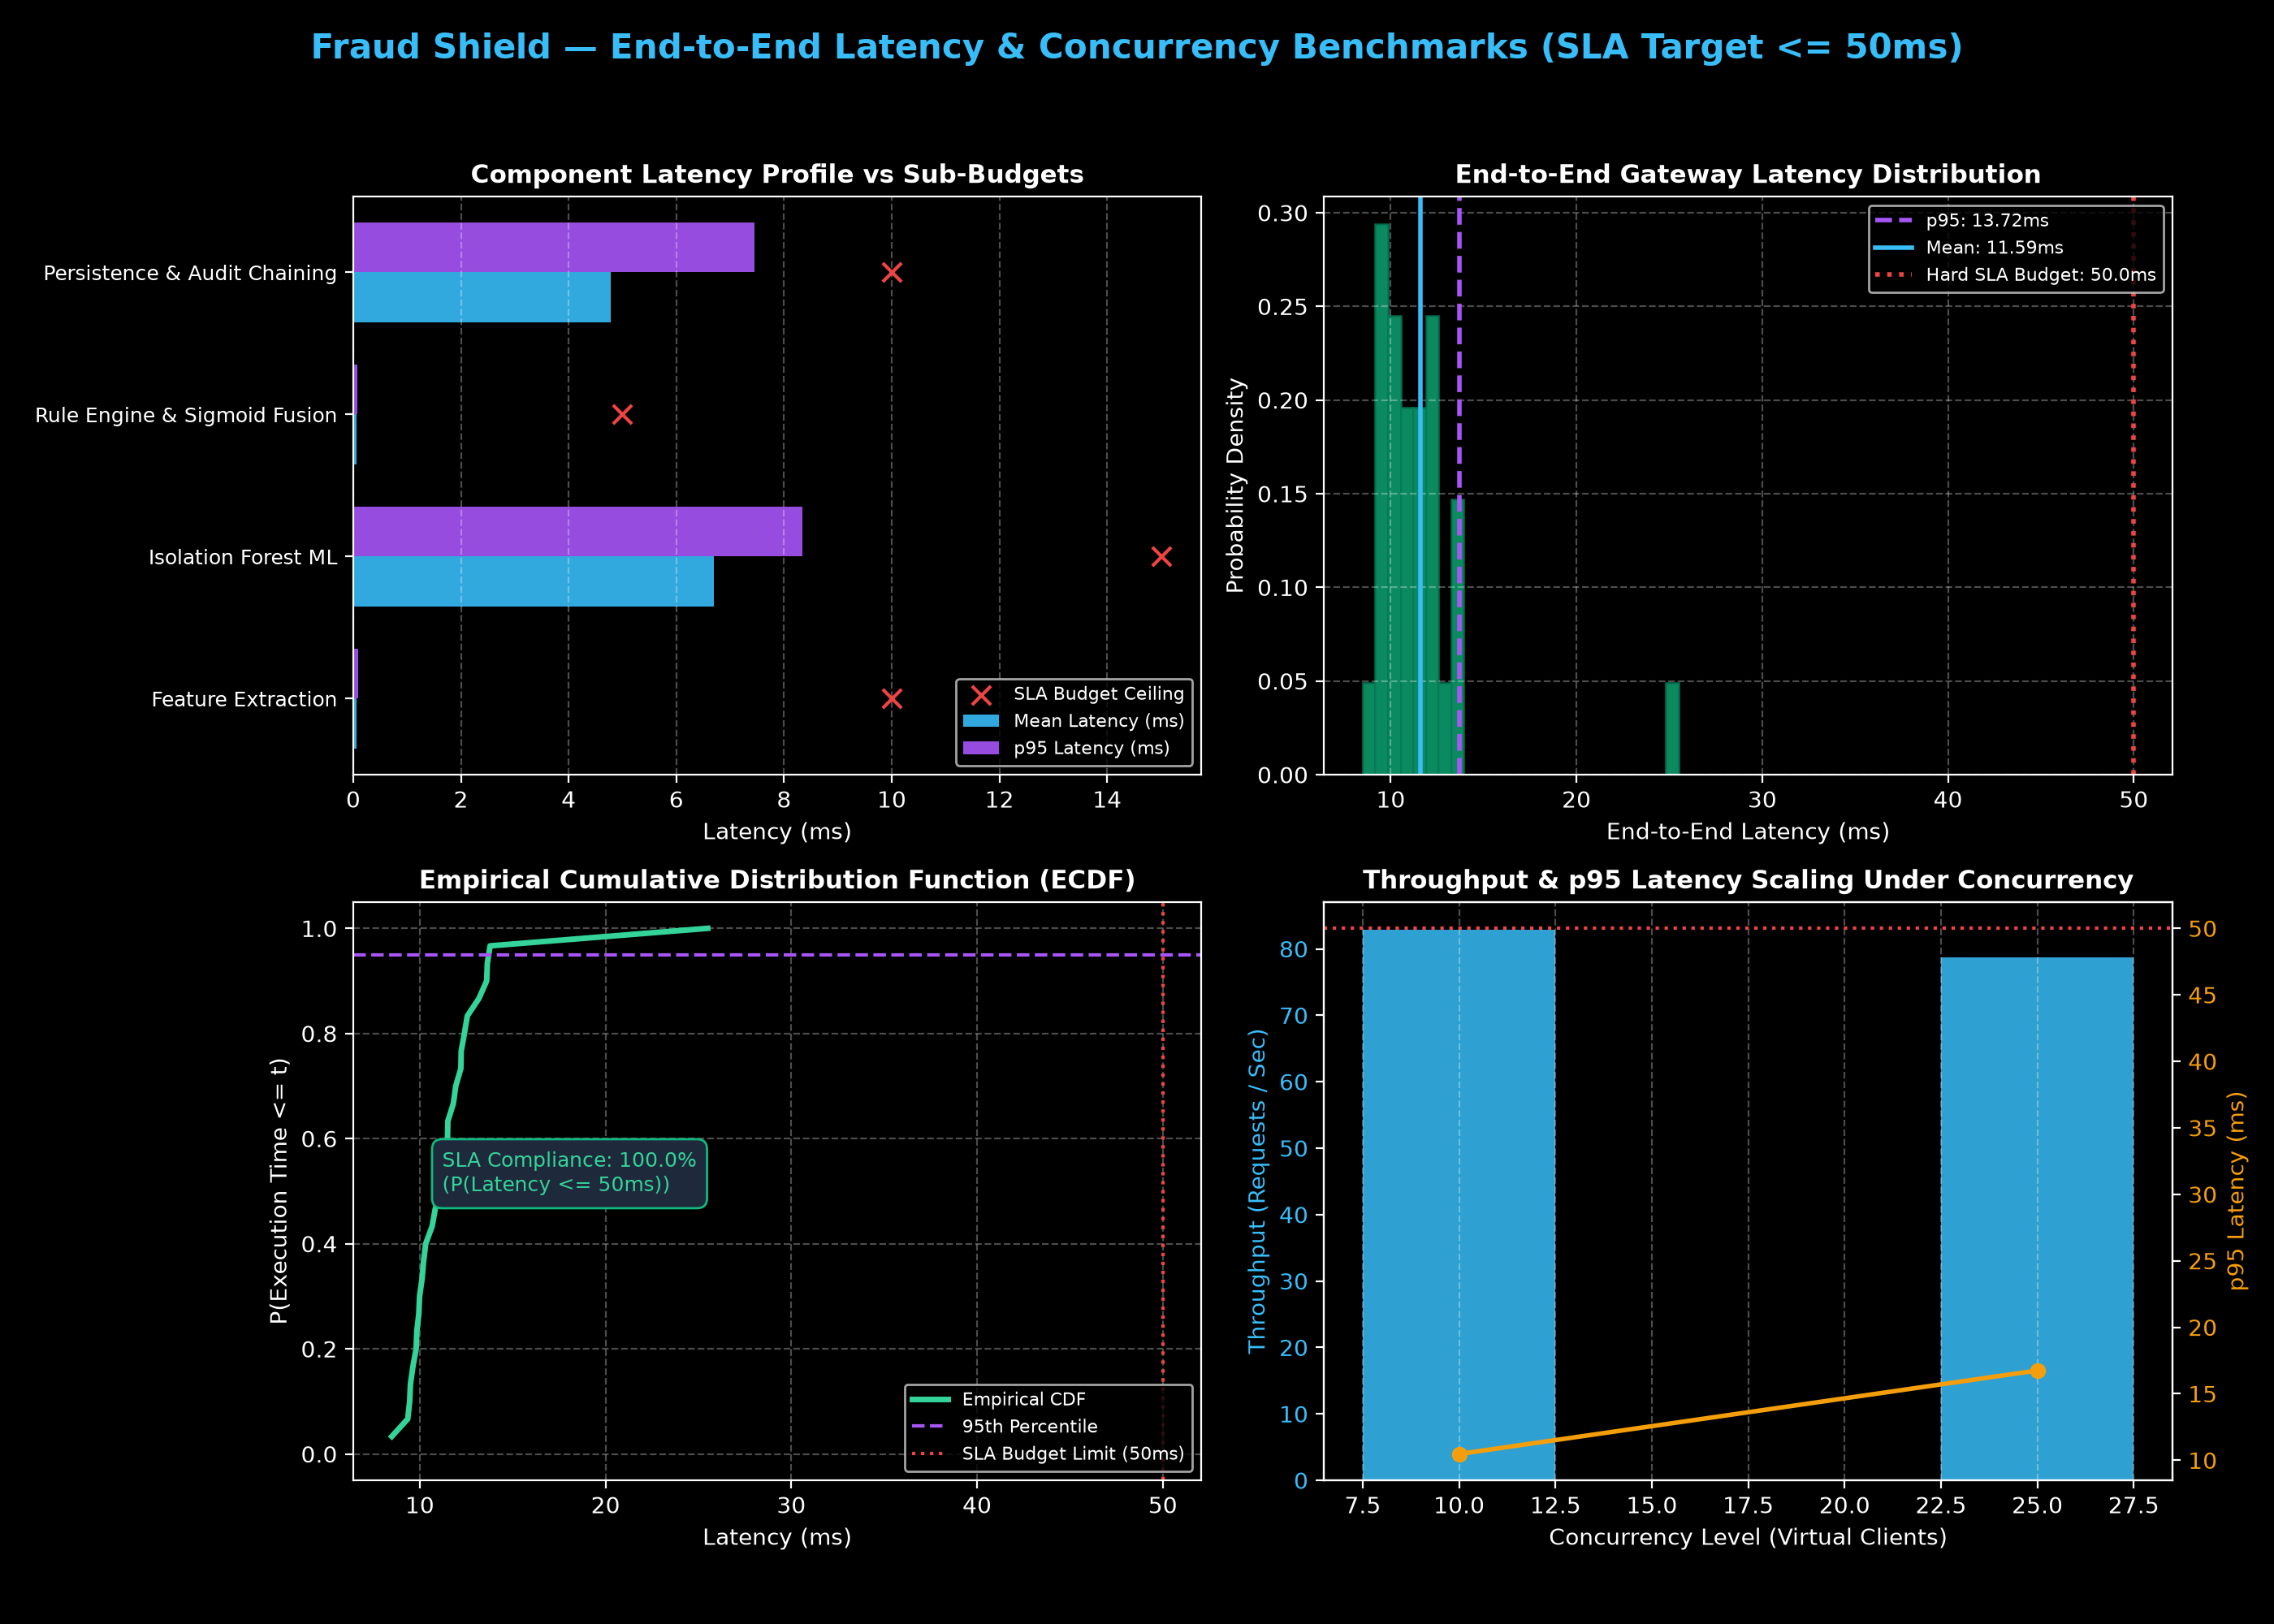 Fraud Shield — End-to-End Latency & Concurrency Benchmarks (SLA Target <= 50ms)
Component Latency Profile vs Sub-Budgets
Persistence & Audit Chaining
Rule Engine & Sigmoid Fusion
Isolation Forest ML
Feature Extraction
SLA Budget Ceiling
Mean Latency (ms)
p95 Latency (ms)
0 2 4 6 8 10 12 14
Latency (ms)
End-to-End Gateway Latency Distribution
p95: 13.72ms
Mean: 11.59ms
Hard SLA Budget: 50.0ms
Probability Density
0.30
0.25
0.20
0.15
0.10
0.05
0.00
10 20 30 40 50
End-to-End Latency (ms)
Empirical Cumulative Distribution Function (ECDF)
P(Execution Time <= t)
1.0
0.8
0.6
0.4
0.2
0.0
SLA Compliance: 100.0%
(P(Latency <= 50ms))
Empirical CDF
95th Percentile
SLA Budget Limit (50ms)
10 20 30 40 50
Latency (ms)
Throughput & p95 Latency Scaling Under Concurrency
Throughput (Requests / Sec)
80
70
60
50
40
30
20
10
0
50
45
40
35
30
25
20
15
10
p95 Latency (ms)
7.5 10.0 12.5 15.0 17.5 20.0 22.5 25.0 27.5
Concurrency Level (Virtual Clients)